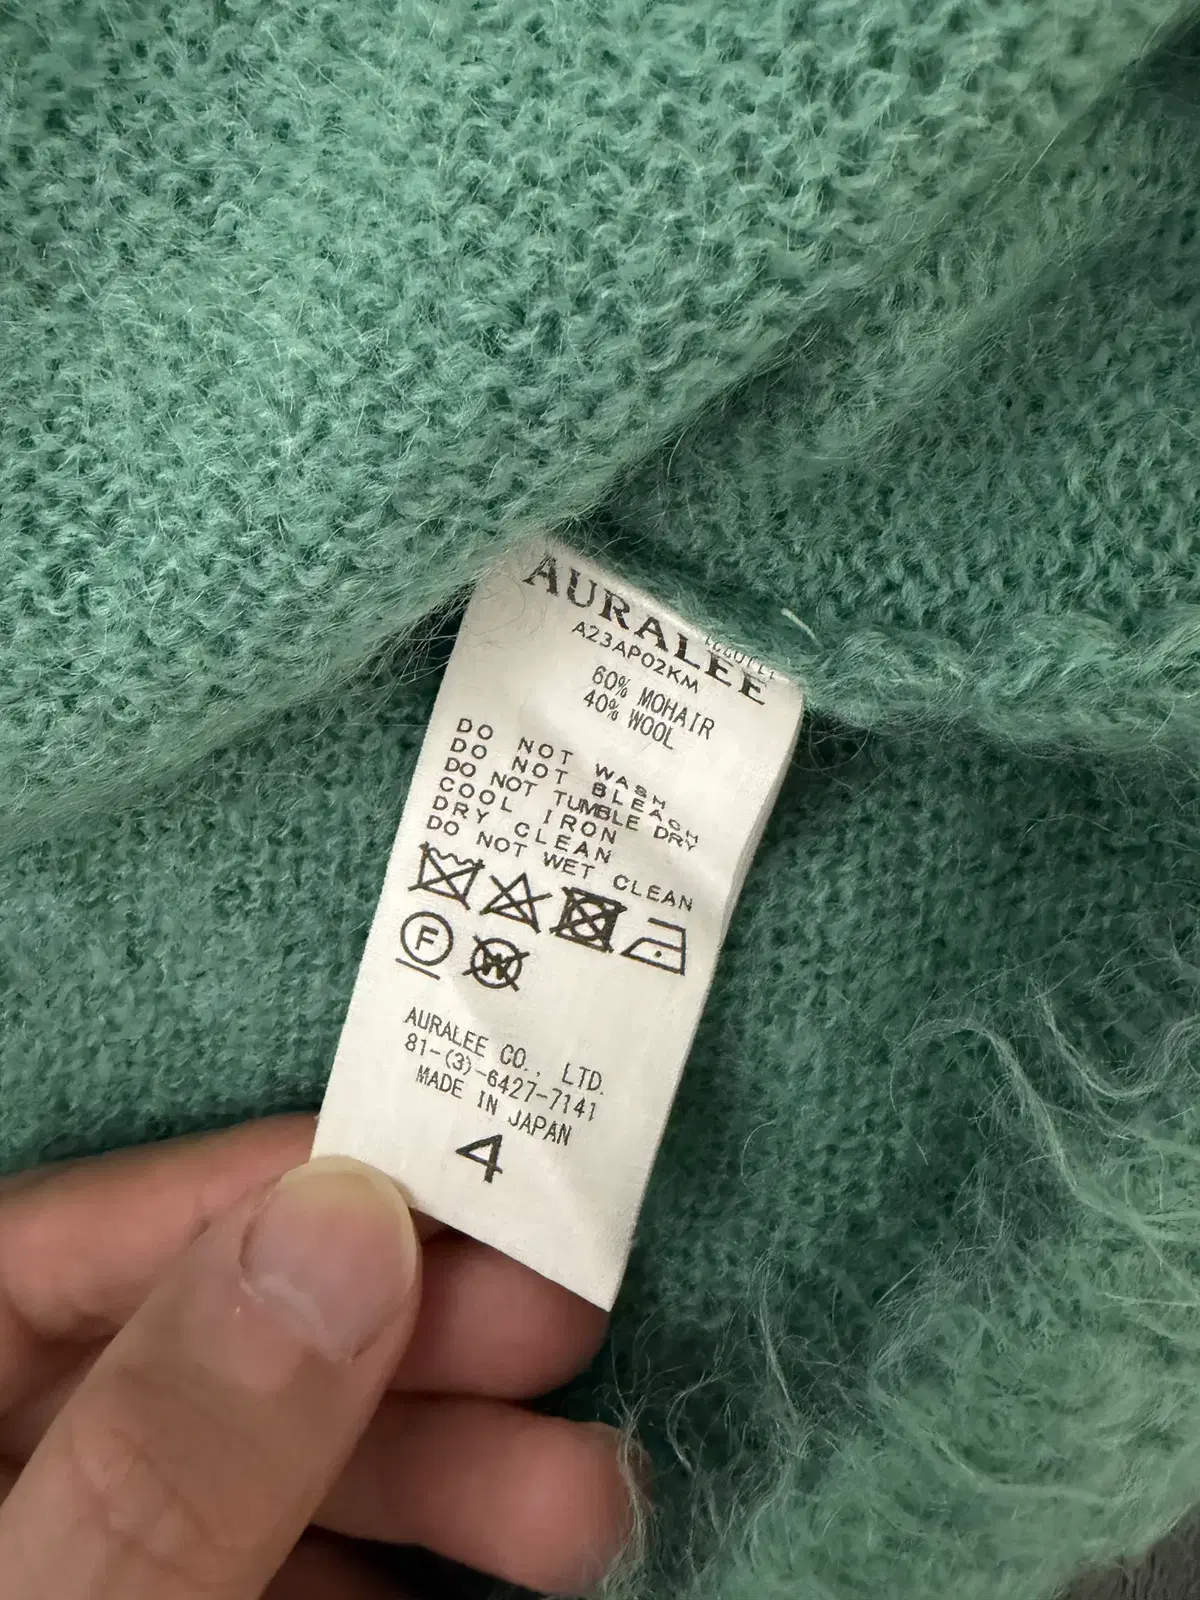 AURALEE
A23AP02KM
60% MOHAIR
40% WOOL
DO NOT WASH
DO NOT BLEACH
DO NOT TUMBLE DRY
COOL IRON
DRY CLEAN
DO NOT WET CLEAN
F W
AURALEE CO., LTD.
81-(3)-6427-7141
MADE IN JAPAN
4